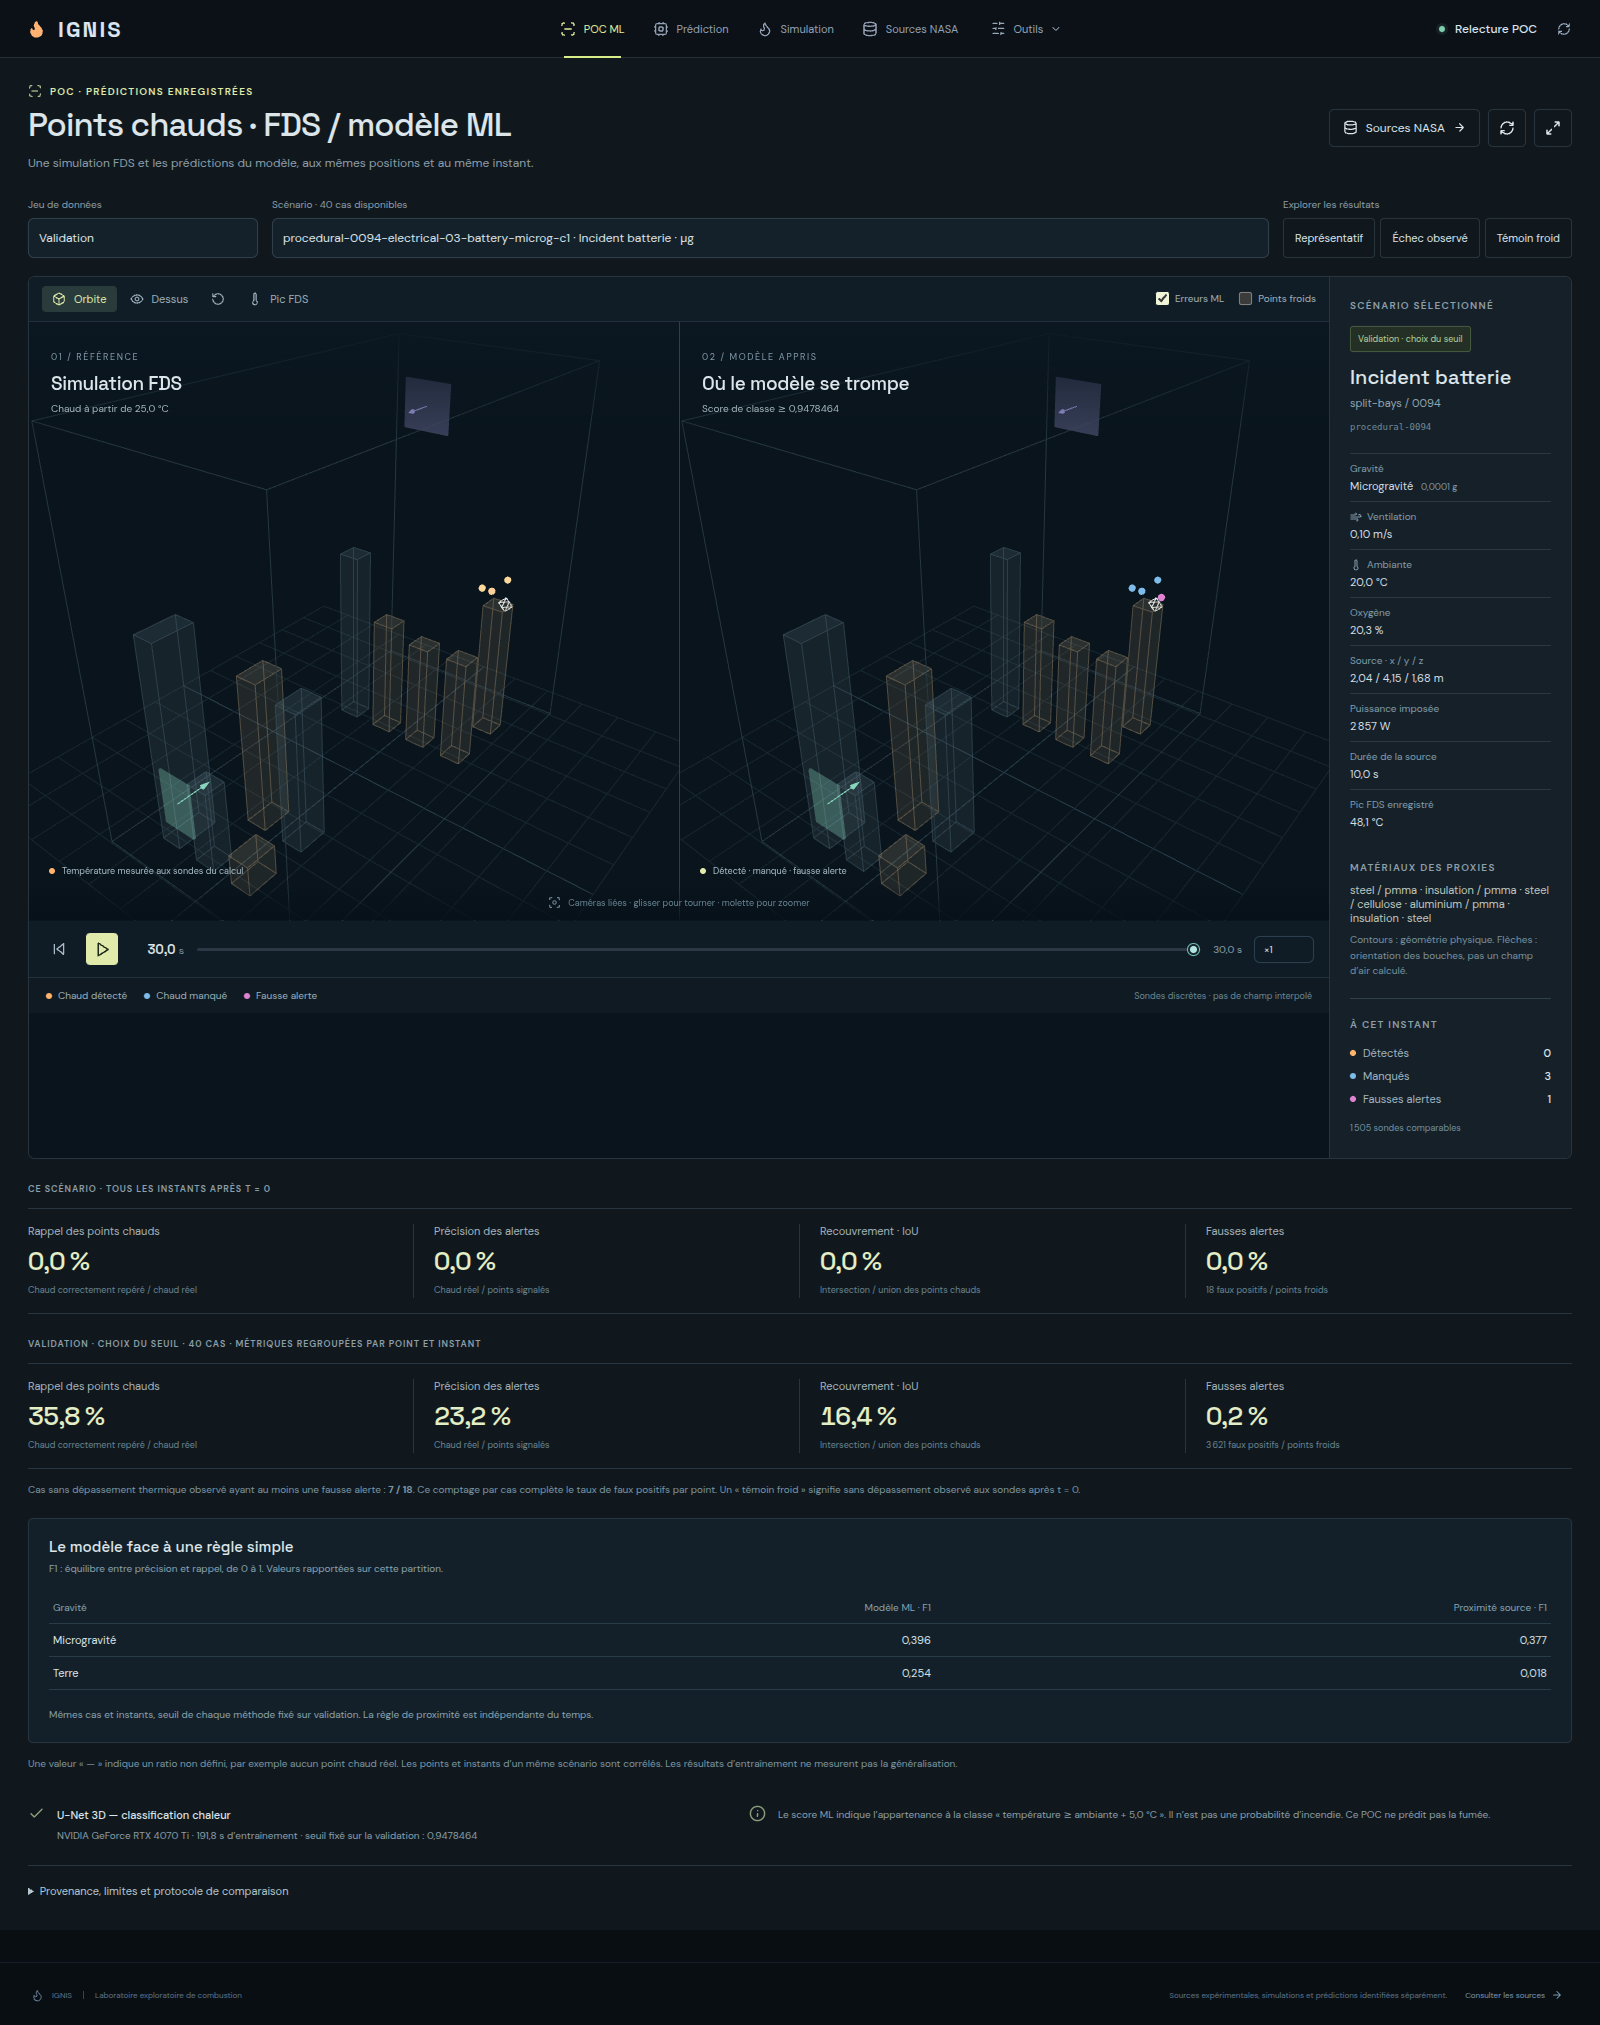 IGNIS
POC ML
Prédiction
Simulation
Sources NASA
Outils
Relecture POC
POC · PRÉDICTIONS ENREGISTRÉES
Points chauds · FDS / modèle ML
Une simulation FDS et les prédictions du modèle, aux mêmes positions et au même instant.
Sources NASA
Jeu de données
Scénario · 40 cas disponibles
Explorer les résultats
Validation
procedural-0094-electrical-03-battery-microg-c1 · Incident batterie · µg
Représentatif
Échec observé
Témoin froid
Orbite
Dessus
Pic FDS
Erreurs ML
Points froids
01 / RÉFÉRENCE
Simulation FDS
Chaud à partir de 25,0 °C
02 / MODÈLE APPRIS
Où le modèle se trompe
Score de classe ≥ 0,9478464
Température mesurée aux sondes du calcul
Détecté · manqué · fausse alerte
Caméras liées · glisser pour tourner · molette pour zoomer
30,0 s
30,0 s
×1
Chaud détecté
Chaud manqué
Fausse alerte
Sondes discrètes · pas de champ interpolé
SCÉNARIO SÉLECTIONNÉ
Validation · choix du seuil
Incident batterie
split-bays / 0094
procedural-0094
Gravité
Microgravité 0,0001 g
Ventilation
0,10 m/s
Ambiante
20,0 °C
Oxygène
20,3 %
Source · x / y / z
2,04 / 4,15 / 1,68 m
Puissance imposée
2 857 W
Durée de la source
10,0 s
Pic FDS enregistré
48,1 °C
MATÉRIAUX DES PROXIES
steel / pmma · insulation / pmma · steel
/ cellulose · aluminium / pmma ·
insulation · steel
Contours : géométrie physique. Flèches :
orientation des bouches, pas un champ
d'air calculé.
À CET INSTANT
Détectés 0
Manqués 3
Fausses alertes 1
1 505 sondes comparables
CE SCÉNARIO · TOUS LES INSTANTS APRÈS T = 0
Rappel des points chauds
0,0 %
Chaud correctement repéré / chaud réel
Précision des alertes
0,0 %
Chaud réel / points signalés
Recouvrement · IoU
0,0 %
Intersection / union des points chauds
Fausses alertes
0,0 %
18 faux positifs / points froids
VALIDATION · CHOIX DU SEUIL · 40 CAS · MÉTRIQUES REGROUPÉES PAR POINT ET INSTANT
Rappel des points chauds
35,8 %
Chaud correctement repéré / chaud réel
Précision des alertes
23,2 %
Chaud réel / points signalés
Recouvrement · IoU
16,4 %
Intersection / union des points chauds
Fausses alertes
0,2 %
3 621 faux positifs / points froids
Cas sans dépassement thermique observé ayant au moins une fausse alerte : 7 / 18. Ce comptage par cas complète le taux de faux positifs par point. Un « témoin froid » signifie sans dépassement observé aux sondes après t = 0.
Le modèle face à une règle simple
F1 : équilibre entre précision et rappel, de 0 à 1. Valeurs rapportées sur cette partition.
Gravité Modèle ML · F1 Proximité source · F1
Microgravité 0,396 0,377
Terre 0,254 0,018
Mêmes cas et instants, seuil de chaque méthode fixé sur validation. La règle de proximité est indépendante du temps.
Une valeur « — » indique un ratio non défini, par exemple aucun point chaud réel. Les points et instants d'un même scénario sont corrélés. Les résultats d'entraînement ne mesurent pas la généralisation.
U-Net 3D — classification chaleur
NVIDIA GeForce RTX 4070 Ti · 191,8 s d'entraînement · seuil fixé sur la validation : 0,9478464
Le score ML indique l'appartenance à la classe « température ≥ ambiante + 5,0 °C ». Il n'est pas une probabilité d'incendie. Ce POC ne prédit pas la fumée.
Provenance, limites et protocole de comparaison
IGNIS | Laboratoire exploratoire de combustion
Sources expérimentales, simulations et prédictions identifiées séparément.
Consulter les sources